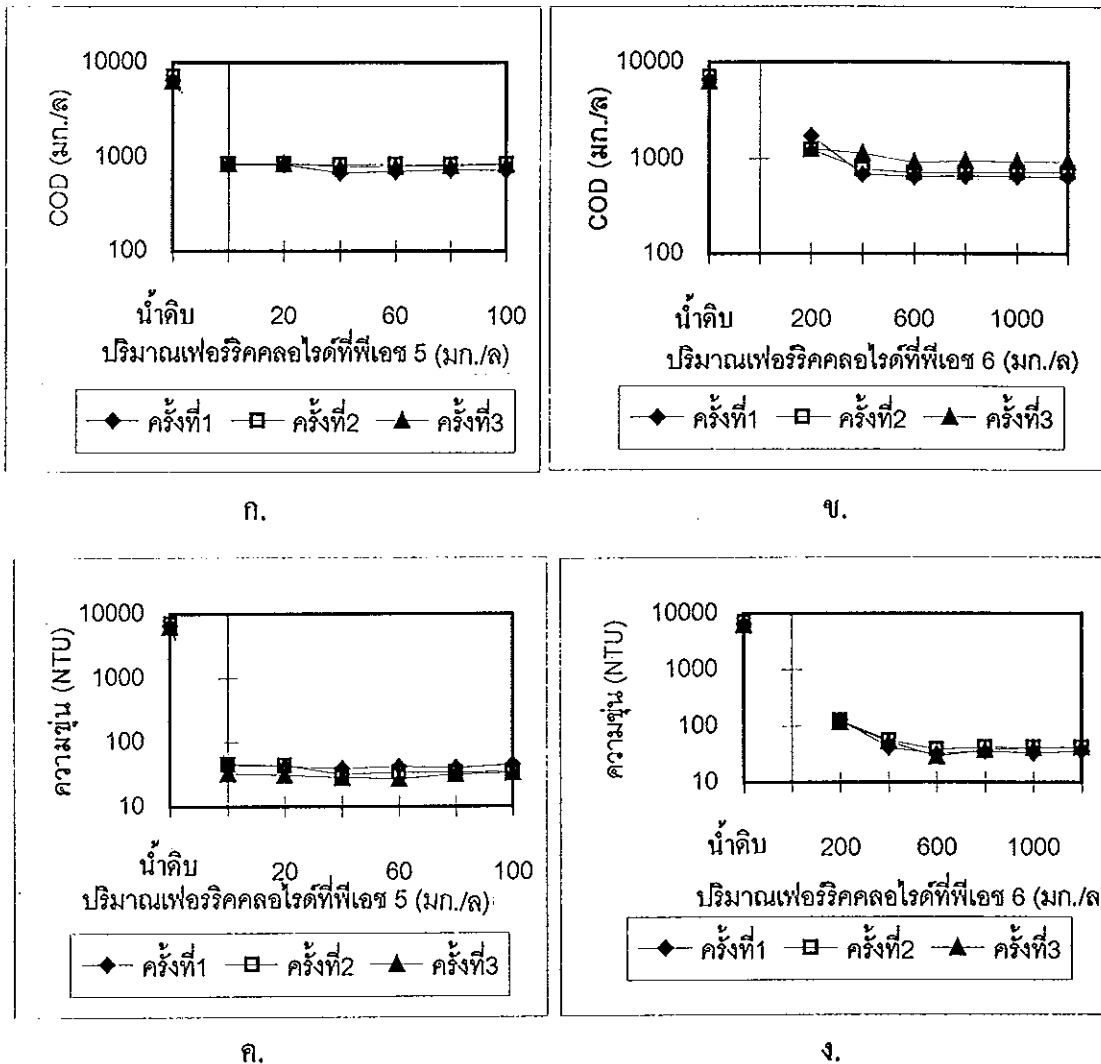 10000
1000
100
COD (มก./ล)
น้ำดิบ 20 60 100
ปริมาณเฟอร์ริคคลอไรด์ที่พีเอช 5 (มก./ล)
ครั้งที่1 ครั้งที่2 ครั้งที่3
ก.
10000
1000
100
COD (มก./ล)
น้ำดิบ 200 600 1000
ปริมาณเฟอร์ริคคลอไรด์ที่พีเอช 6 (มก./ล)
ครั้งที่1 ครั้งที่2 ครั้งที่3
ข.
10000
1000
100
10
ความขุ่น (NTU)
น้ำดิบ 20 60 100
ปริมาณเฟอร์ริคคลอไรด์ที่พีเอช 5 (มก./ล)
ครั้งที่1 ครั้งที่2 ครั้งที่3
ค.
10000
1000
100
10
ความขุ่น (NTU)
น้ำดิบ 200 600 1000
ปริมาณเฟอร์ริคคลอไรด์ที่พีเอช 6 (มก./ล
ครั้งที่1 ครั้งที่2 ครั้งที่3
ง.